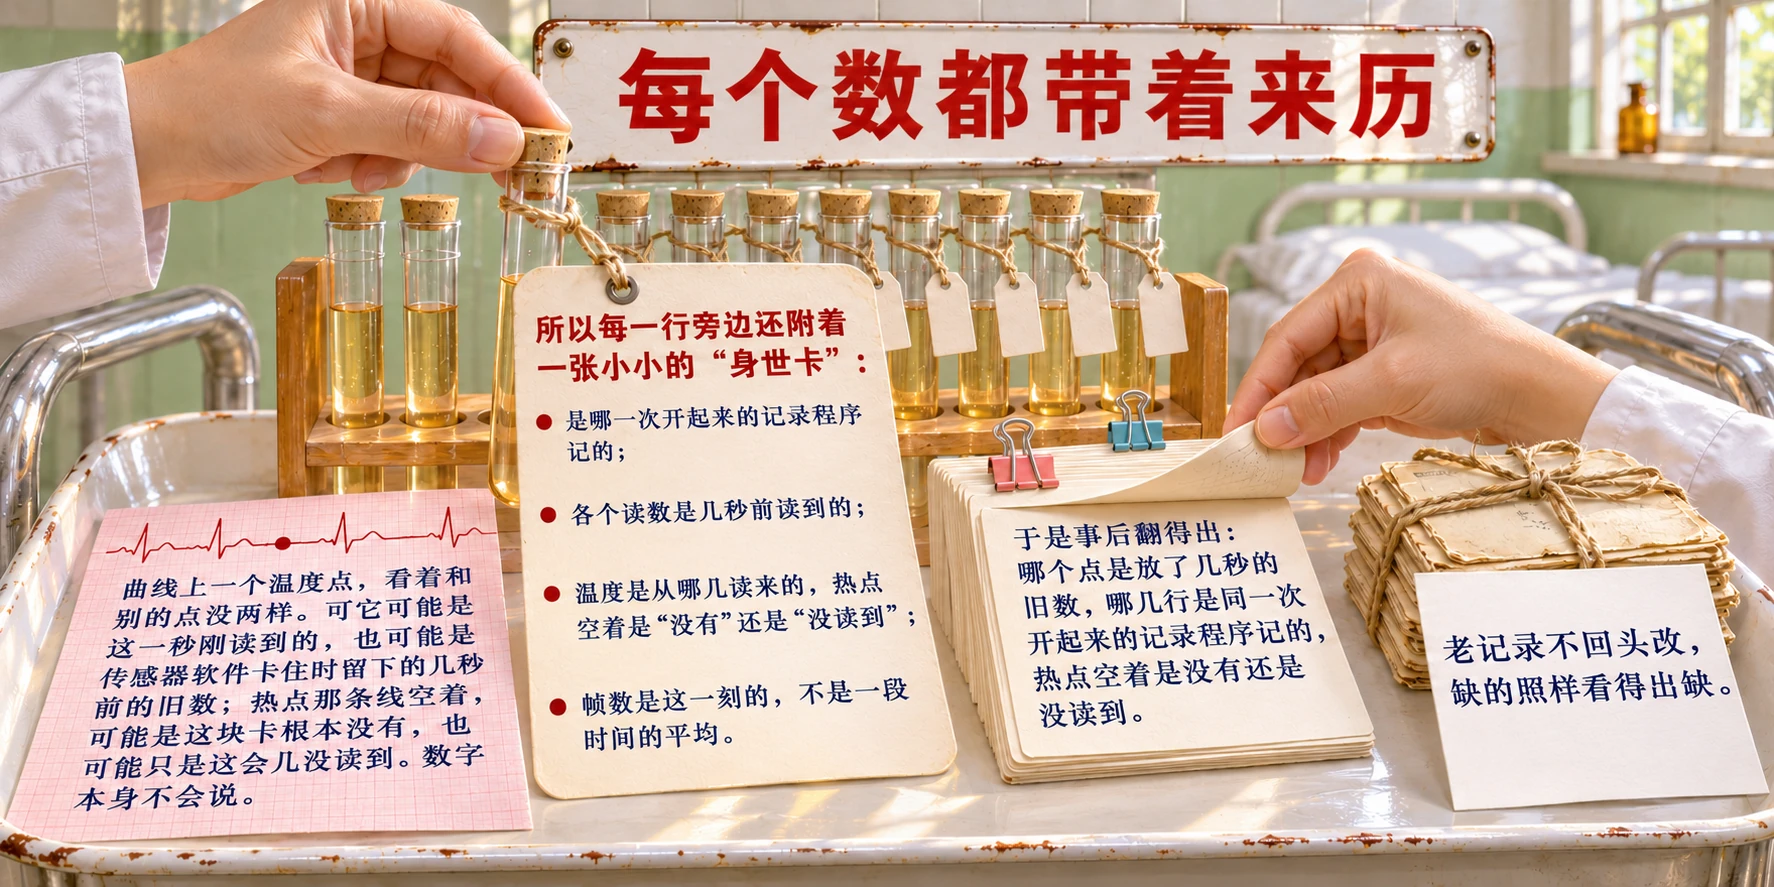 每个数都带着来历
所以每一行旁边还附着
一张小小的“身世卡”：
是哪一次开起来的记录程序
记的；
各个读数是几秒前读到的；
温度是从哪儿读来的，热点
空着是“没有”还是“没读到”；
帧数是这一刻的，不是一段
时间的平均。
曲线上一个温度点，看着和
别的点没两样。可它可能是
这一秒刚读到的，也可能是
传感器软件卡住时留下的几秒
前的旧数；热点那条线空着，
可能是这块卡根本没有，也
可能只是这会儿没读到。数字
本身不会说。
于是事后翻得出：
哪个点是放了几秒的
旧数，哪几行是同一次
开起来的记录程序记的，
热点空着是没有还是
没读到。
老记录不回头改，
缺的照样看得出缺。